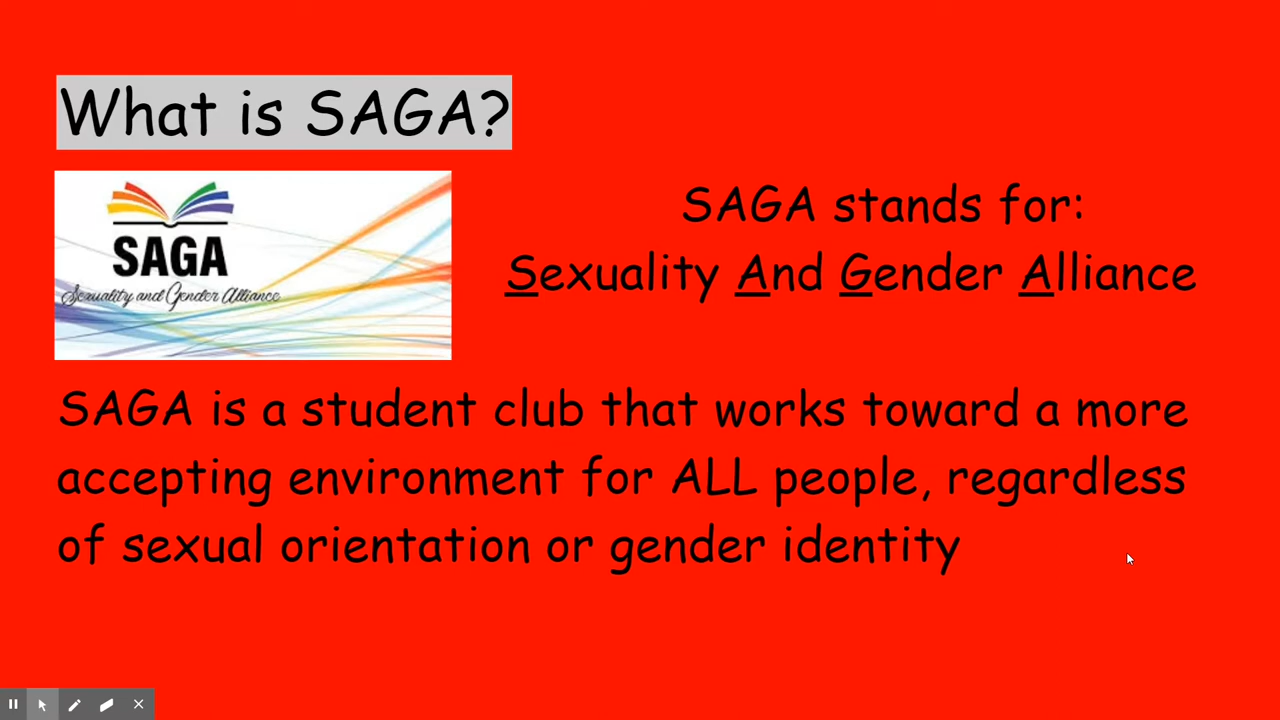 What is SAGA?
SAGA
Sexuality and Gender Alliance
SAGA stands for:
Sexuality And Gender Alliance
SAGA is a student club that works toward a more
accepting environment for ALL people, regardless
of sexual orientation or gender identity